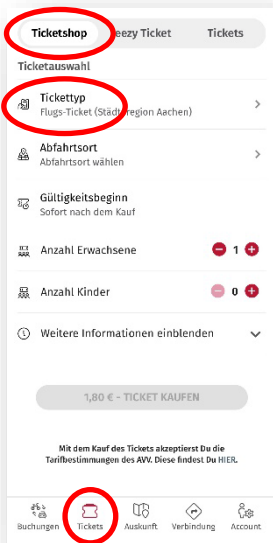 Ticketshop eezy Ticket Tickets
Ticketauswahl
Tickettyp
Flugs-Ticket (Städteregion Aachen)
Abfahrtsort
Abfahrtsort wählen
Gültigkeitsbeginn
Sofort nach dem Kauf
Anzahl Erwachsene 1
Anzahl Kinder 0
Weitere Informationen einblenden
1,80 € - TICKET KAUFEN
Mit dem Kauf des Tickets akzeptierst Du die
Tarifbestimmungen des AVV. Diese findest Du HIER.
Buchungen Tickets Auskunft Verbindung Account